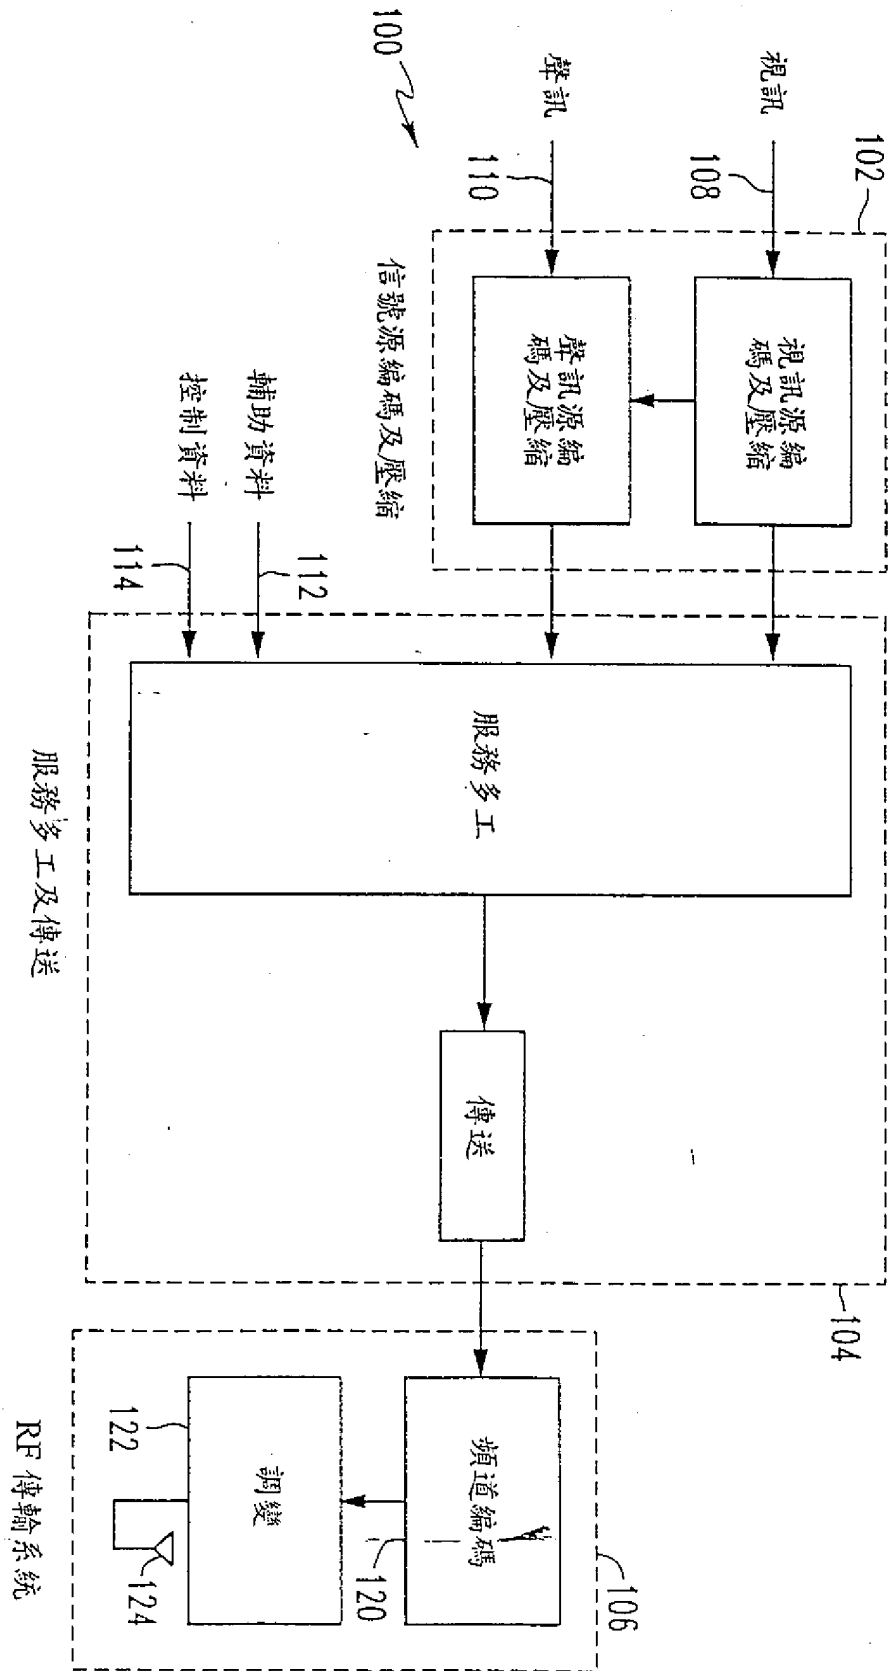 100
102
視訊
108
視訊源編
碼及壓縮
聲訊
110
聲訊源編
碼及壓縮
信號源編碼及壓縮
輔助資料
112
控制資料
114
服務多工
傳送
104
服務多工及傳送
106
頻道編碼
120
調變
122
124
RF傳輸系統